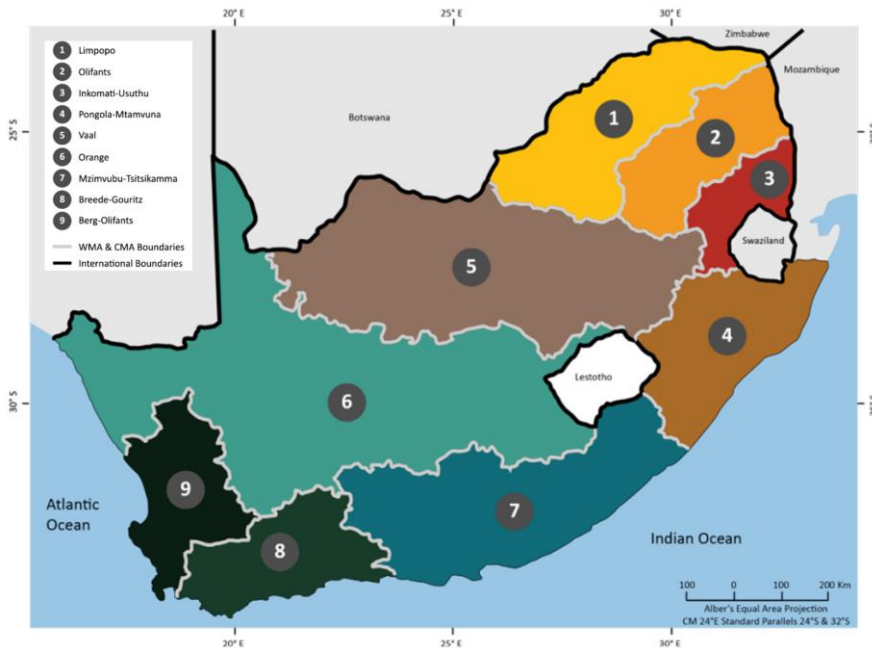 20° E
25° E
30° E
1 Limpopo
2 Olifants
3 Inkomati-Usuthu
4 Pongola-Mtamvuna
5 Vaal
6 Orange
7 Mzimvubu-Tsitsikamma
8 Breede-Gouritz
9 Berg-Olifants
WMA & CMA Boundaries
International Boundaries
Zimbabwe
Mozambique
Botswana
25° S
1
2
3
Swaziland
5
4
Lestotho
30° S
6
9
7
8
Atlantic
Ocean
Indian Ocean
100 0 100 200 Km
Alber's Equal Area Projection
CM 24°E Standard Parallels 24°S & 32°S
20° E
25° E
30° E